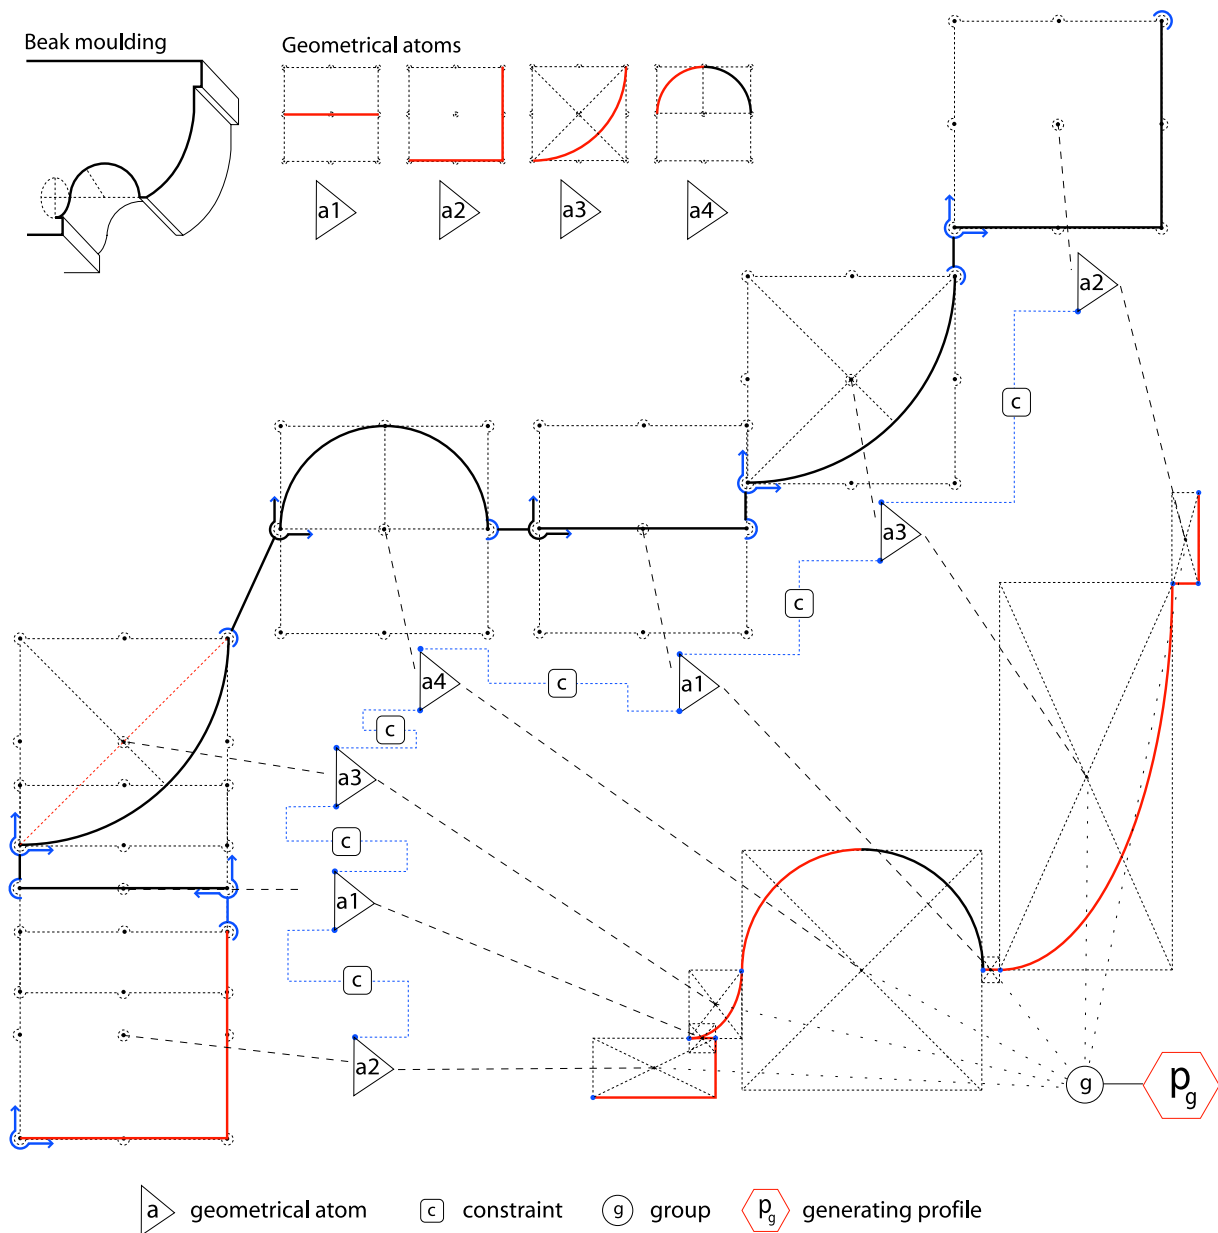 Beak moulding
Geometrical atoms
a1 a2 a3 a4
a2
c
a3
c
a4 c a1
c
a3
c
a1
c
a2
g pg
a geometrical atom c constraint g group pg generating profile